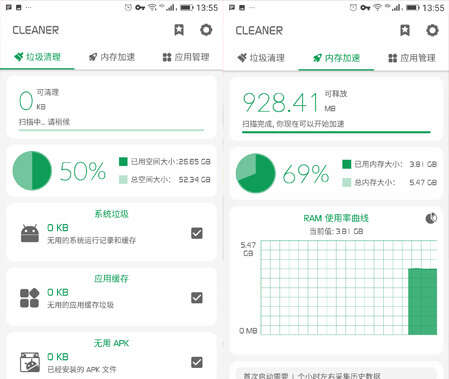 13:55
CLEANER
垃圾清理
内存加速
应用管理
0 可清理
KB
扫描中... 请稍候
50%
已用空间大小:26.65 GB
总空间大小: 52.34 GB
系统垃圾
0 KB
无用的系统运行记录和缓存
应用缓存
0 KB
无用的应用缓存垃圾
无用 APK
0 KB
已经安装的 APK 文件
13:55
CLEANER
垃圾清理
内存加速
应用管理
928.41 可释放
MB
扫描完成, 你现在可以开始加速
69%
已用内存大小: 3.81 GB
总内存大小: 5.47 GB
RAM 使用率曲线
当前值: 3.81 GB
5.47
GB
0 MB
首次启动需要 1 个小时左右采集历史数据